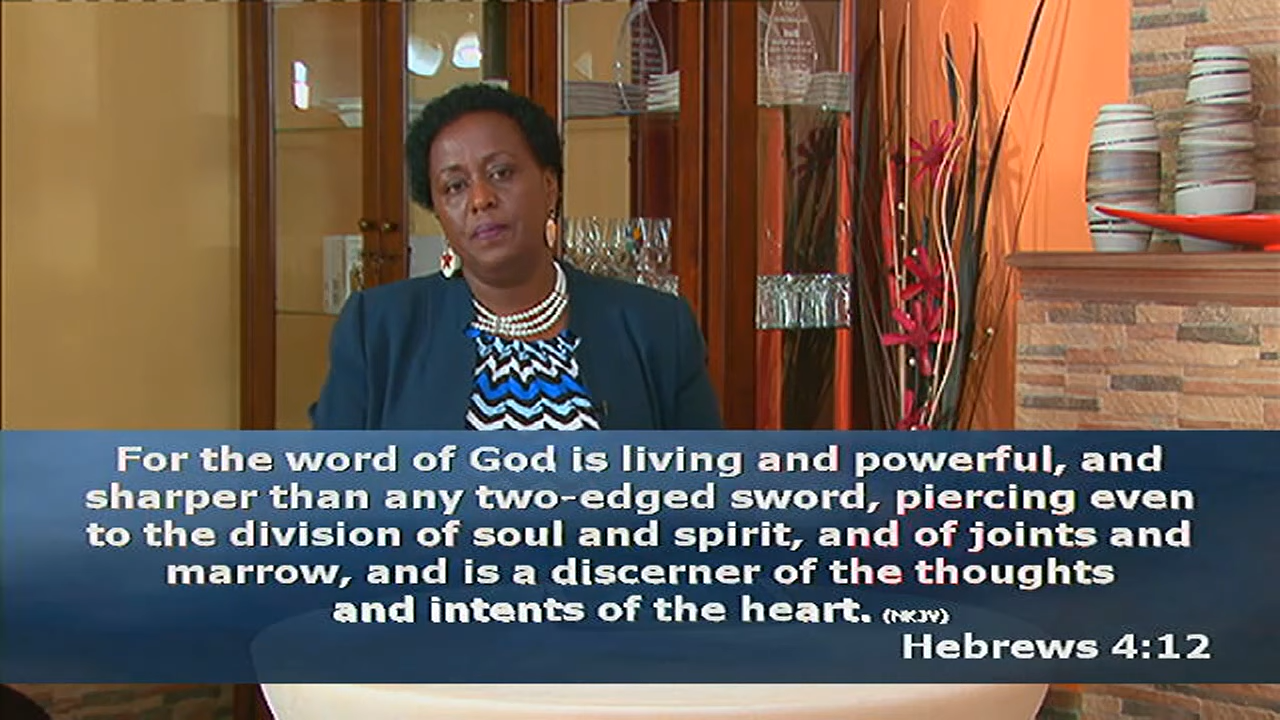 For the word of God is living and powerful, and
sharper than any two-edged sword, piercing even
to the division of soul and spirit, and of joints and
marrow, and is a discerner of the thoughts
and intents of the heart. (NKJV)
Hebrews 4:12